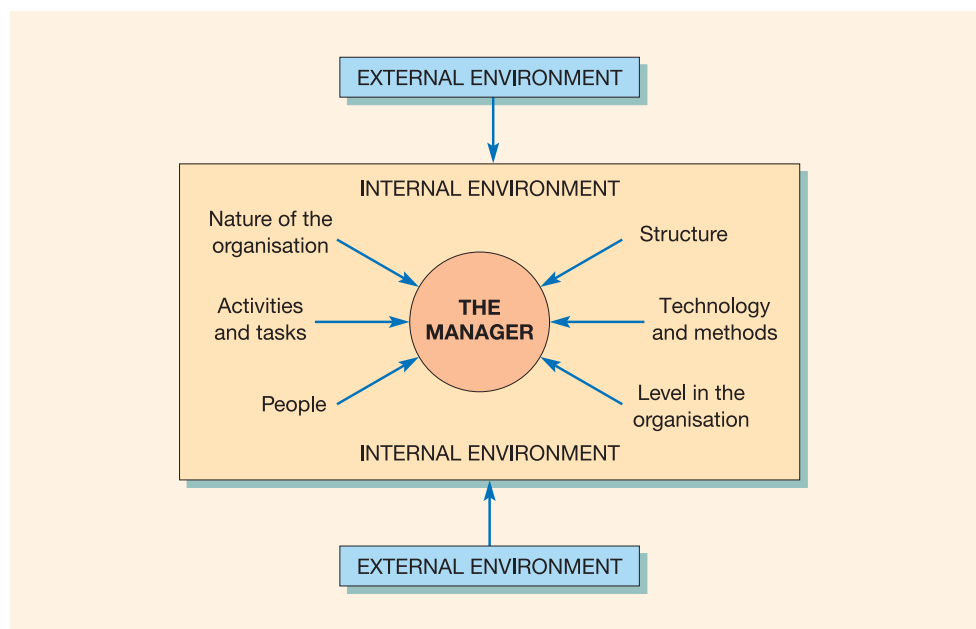 EXTERNAL ENVIRONMENT
INTERNAL ENVIRONMENT
Nature of the
organisation
Structure
Activities
and tasks
THE
MANAGER
Technology
and methods
People
Level in the
organisation
INTERNAL ENVIRONMENT
EXTERNAL ENVIRONMENT